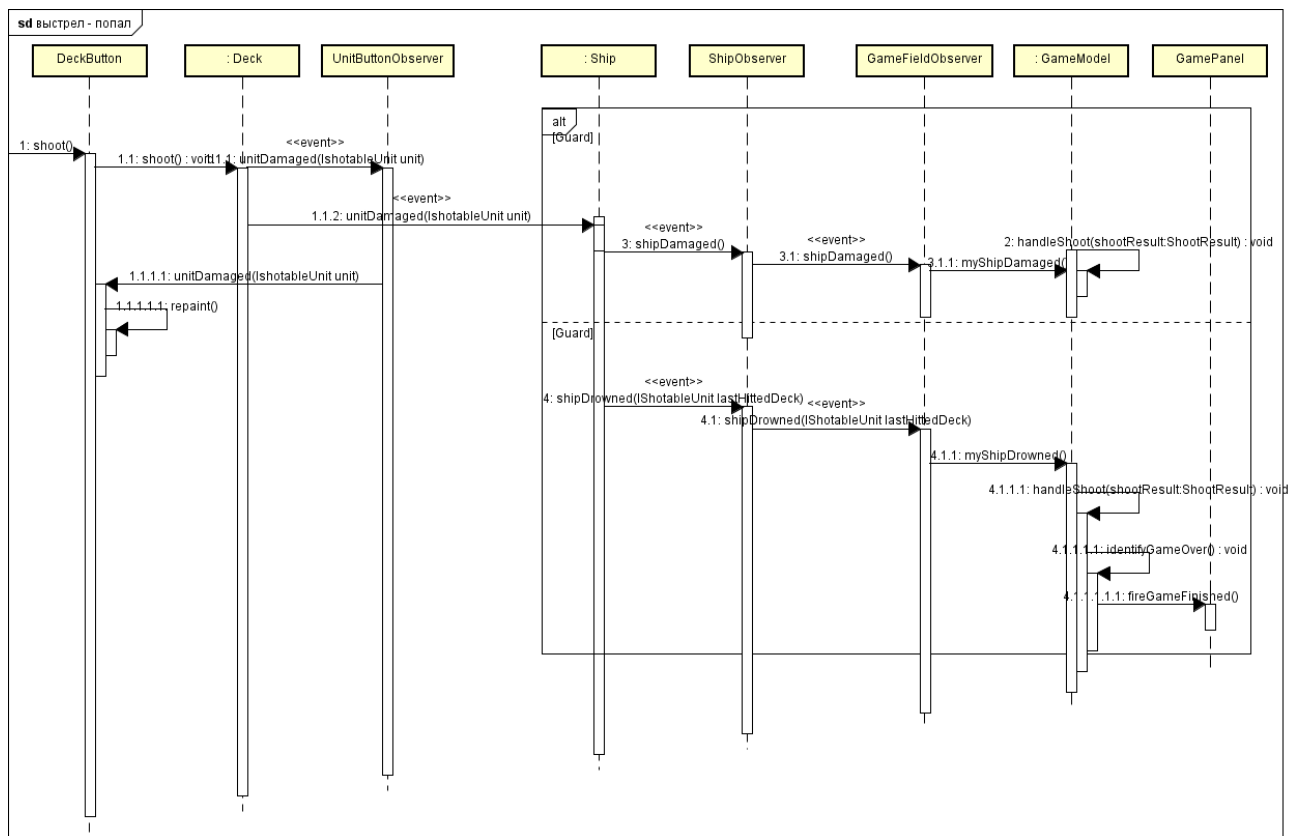 sd выстрел - попал
DeckButton
: Deck
UnitButtonObserver
: Ship
ShipObserver
GameFieldObserver
: GameModel
GamePanel
alt
[Guard]
<<event>>
1: shoot()
1.1: shoot() : void
1.1.1: unitDamaged(IshotableUnit unit)
<<event>>
1.1.2: unitDamaged(IshotableUnit unit)
<<event>>
3: shipDamaged()
<<event>>
3.1: shipDamaged()
2: handleShoot(shootResult:ShootResult) : void
3.1.1: myShipDamaged()
1.1.1.1: unitDamaged(IshotableUnit unit)
1.1.1.1.1: repaint()
[Guard]
<<event>>
4: shipDrowned(IShotableUnit lastHittedDeck)
<<event>>
4.1: shipDrowned(IShotableUnit lastHittedDeck)
4.1.1: myShipDrowned()
4.1.1.1: handleShoot(shootResult:ShootResult) : void
4.1.1.1.1: identifyGameOver() : void
4.1.1.1.1.1: fireGameFinished()